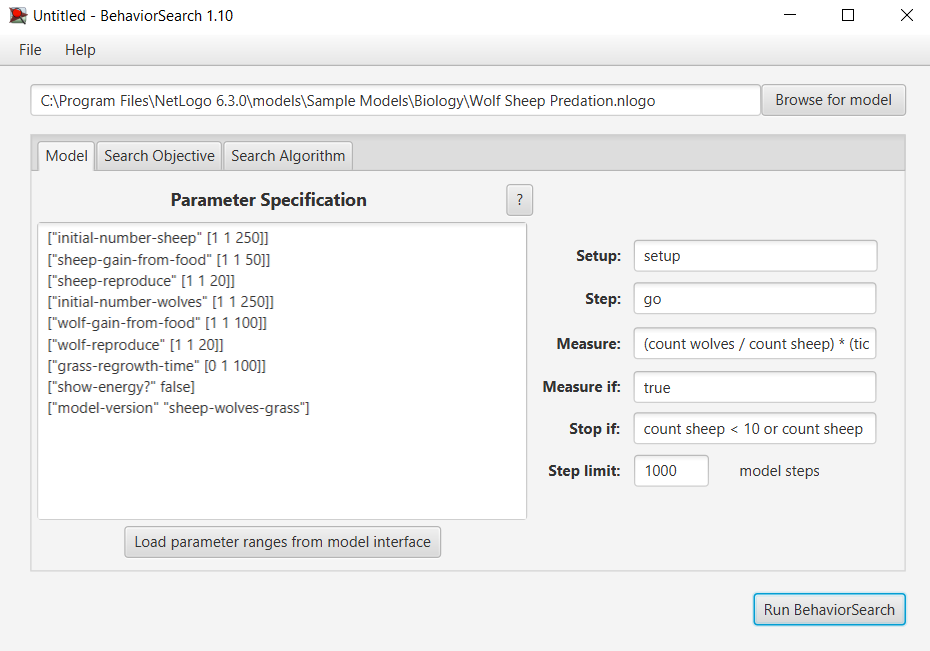 Untitled - BehaviorSearch 1.10
File Help
C:\Program Files\NetLogo 6.3.0\models\Sample Models\Biology\Wolf Sheep Predation.nlogo Browse for model
Model Search Objective Search Algorithm
Parameter Specification ?
["initial-number-sheep" [1 1 250]]
["sheep-gain-from-food" [1 1 50]]
["sheep-reproduce" [1 1 20]]
["initial-number-wolves" [1 1 250]]
["wolf-gain-from-food" [1 1 100]]
["wolf-reproduce" [1 1 20]]
["grass-regrowth-time" [0 1 100]]
["show-energy?" false]
["model-version" "sheep-wolves-grass"]
Load parameter ranges from model interface
Setup: setup
Step: go
Measure: (count wolves / count sheep) * (tic
Measure if: true
Stop if: count sheep < 10 or count sheep
Step limit: 1000 model steps
Run BehaviorSearch